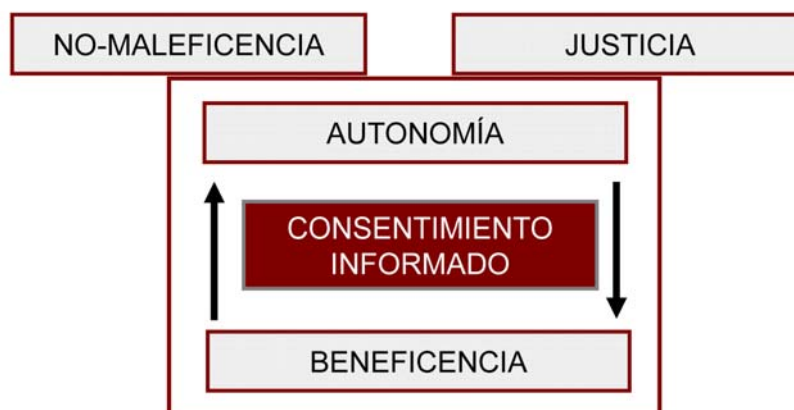 NO-MALEFICENCIA
JUSTICIA
AUTONOMÍA
CONSENTIMIENTO
INFORMADO
BENEFICENCIA